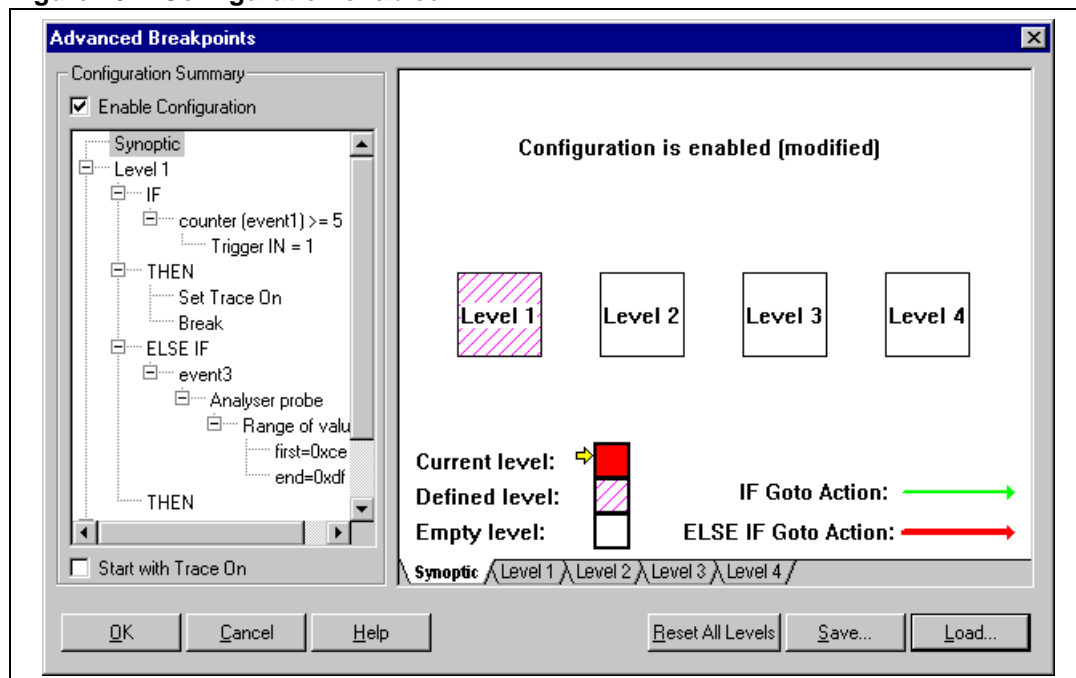 Advanced Breakpoints
Configuration Summary
Enable Configuration
Synoptic
Level 1
IF
counter (event1) >= 5
Trigger IN = 1
THEN
Set Trace On
Break
ELSE IF
event3
Analyser probe
Range of valu
first=0xce
end=0xdf
THEN
Start with Trace On
Configuration is enabled (modified)
Level 1
Level 2
Level 3
Level 4
Current level:
Defined level:
Empty level:
IF Goto Action:
ELSE IF Goto Action:
Synoptic Level 1 Level 2 Level 3 Level 4
OK Cancel Help Reset All Levels Save... Load...